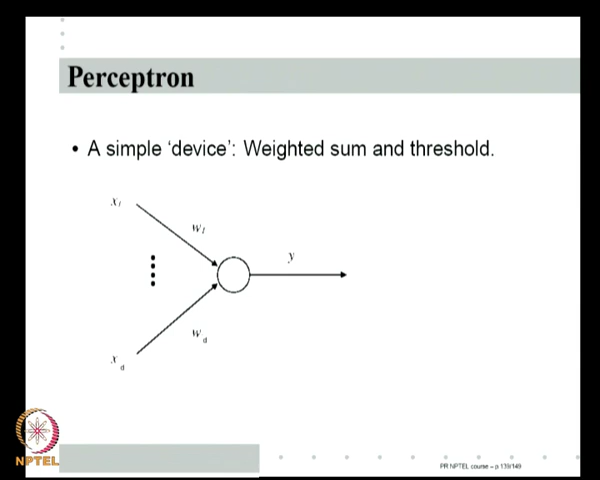 Perceptron
• A simple ‘device’: Weighted sum and threshold.
x1
w1
y
wd
xd
NPTEL
PR NPTEL course – p 139/149